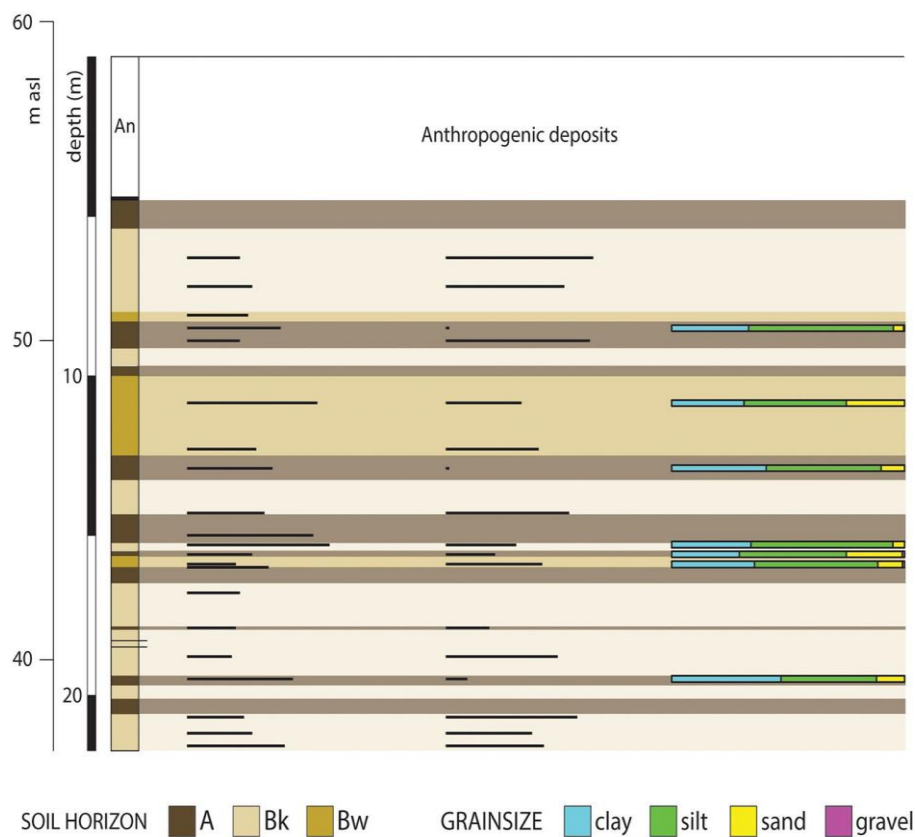 60
m asl
depth (m)
An
Anthropogenic deposits
50
10
40
20
SOIL HORIZON A Bk Bw GRAINSIZE clay silt sand gravel